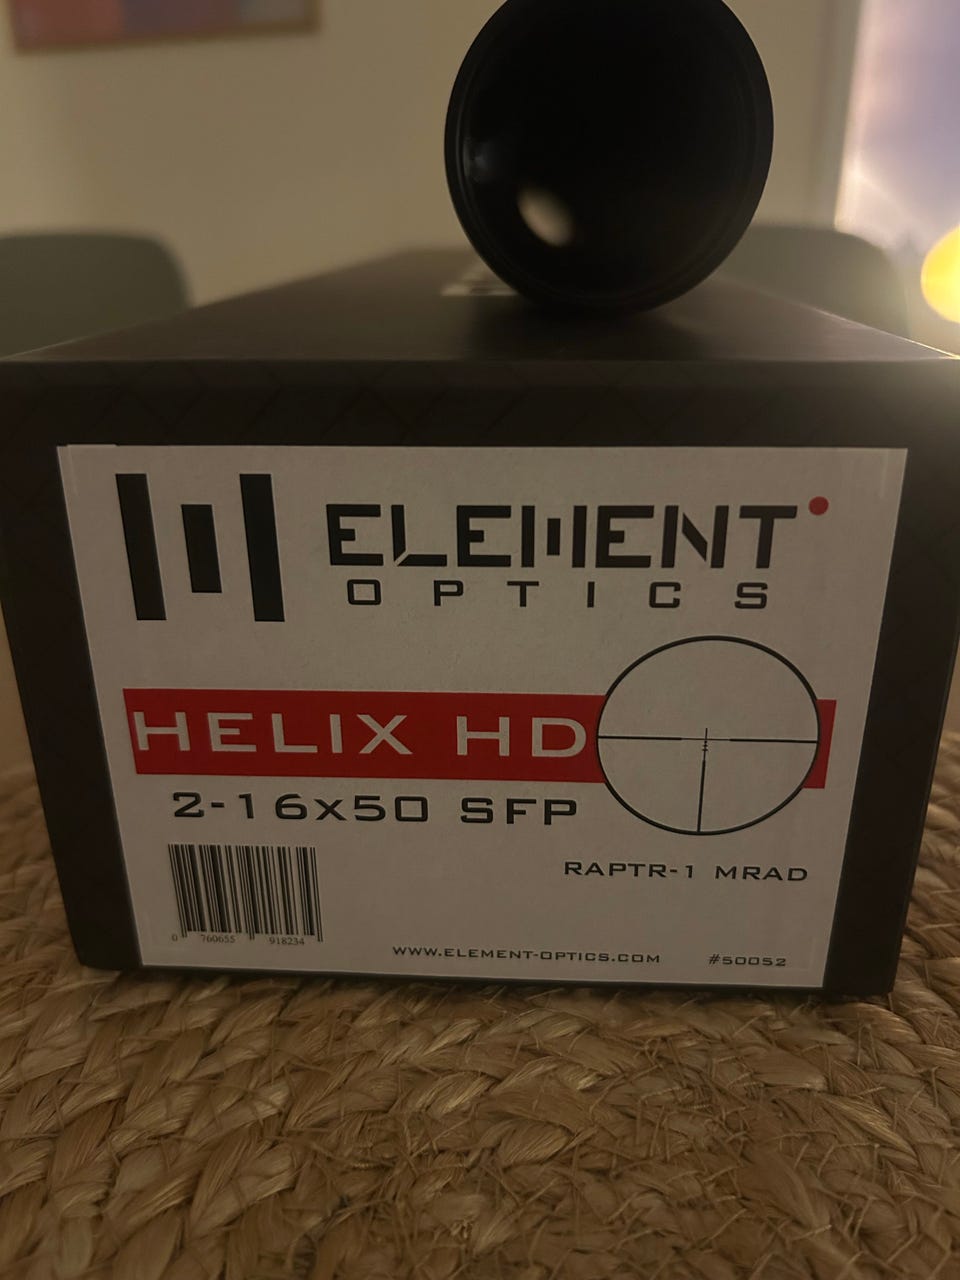 ELEMENT
OPTICS
HELIX HD
2-16x50 SFP
RAPTR-1 MRAD
0 760655 918234
WWW.ELEMENT-OPTICS.COM #50052